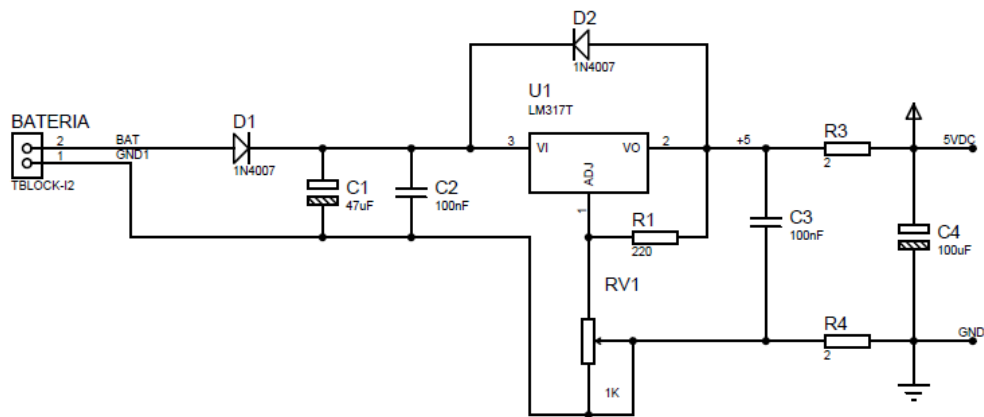 D2
1N4007
U1
LM317T
BATERIA
2
BAT
1
GND1
TBLOCK-I2
D1
1N4007
3
VI
VO
2
ADJ
1
+5
R3
2
5VDC
C1
47uF
C2
100nF
R1
220
C3
100nF
C4
100uF
RV1
1K
R4
2
GND